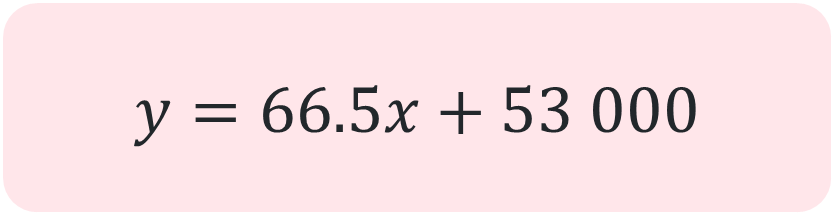 y = 66.5x + 53 000